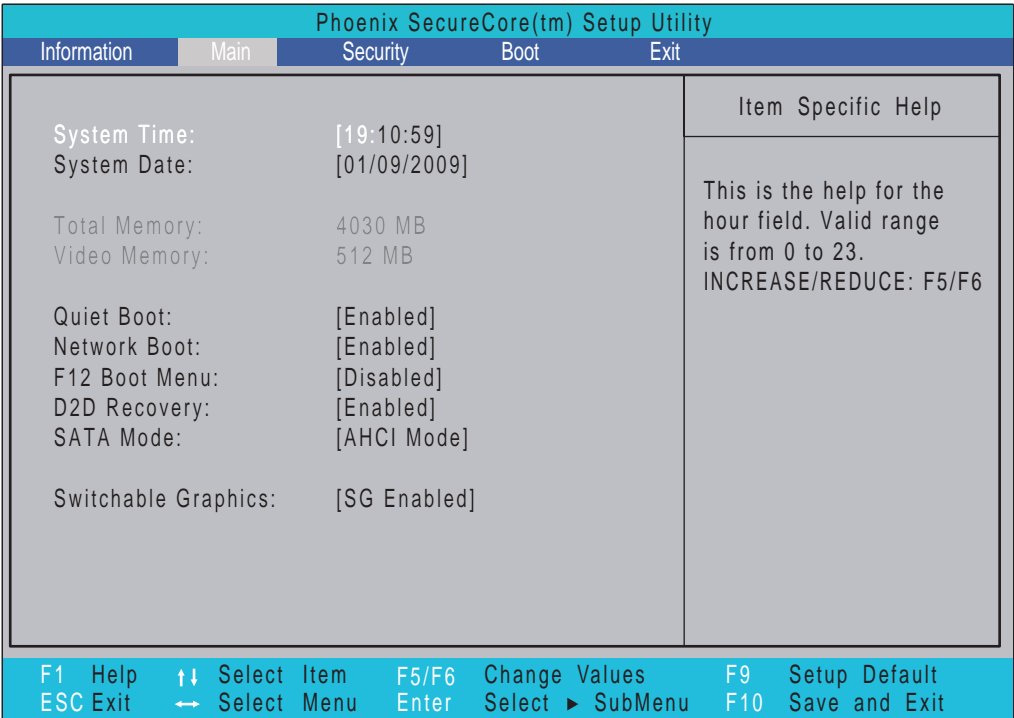 Phoenix SecureCore(tm) Setup Utility
Information Main Security Boot Exit
System Time: [19:10:59]
System Date: [01/09/2009]
Total Memory: 4030 MB
Video Memory: 512 MB
Quiet Boot: [Enabled]
Network Boot: [Enabled]
F12 Boot Menu: [Disabled]
D2D Recovery: [Enabled]
SATA Mode: [AHCI Mode]
Switchable Graphics: [SG Enabled]
Item Specific Help
This is the help for the
hour field. Valid range
is from 0 to 23.
INCREASE/REDUCE: F5/F6
F1 Help ↑↓ Select Item F5/F6 Change Values F9 Setup Default
ESC Exit ↔ Select Menu Enter Select ► SubMenu F10 Save and Exit